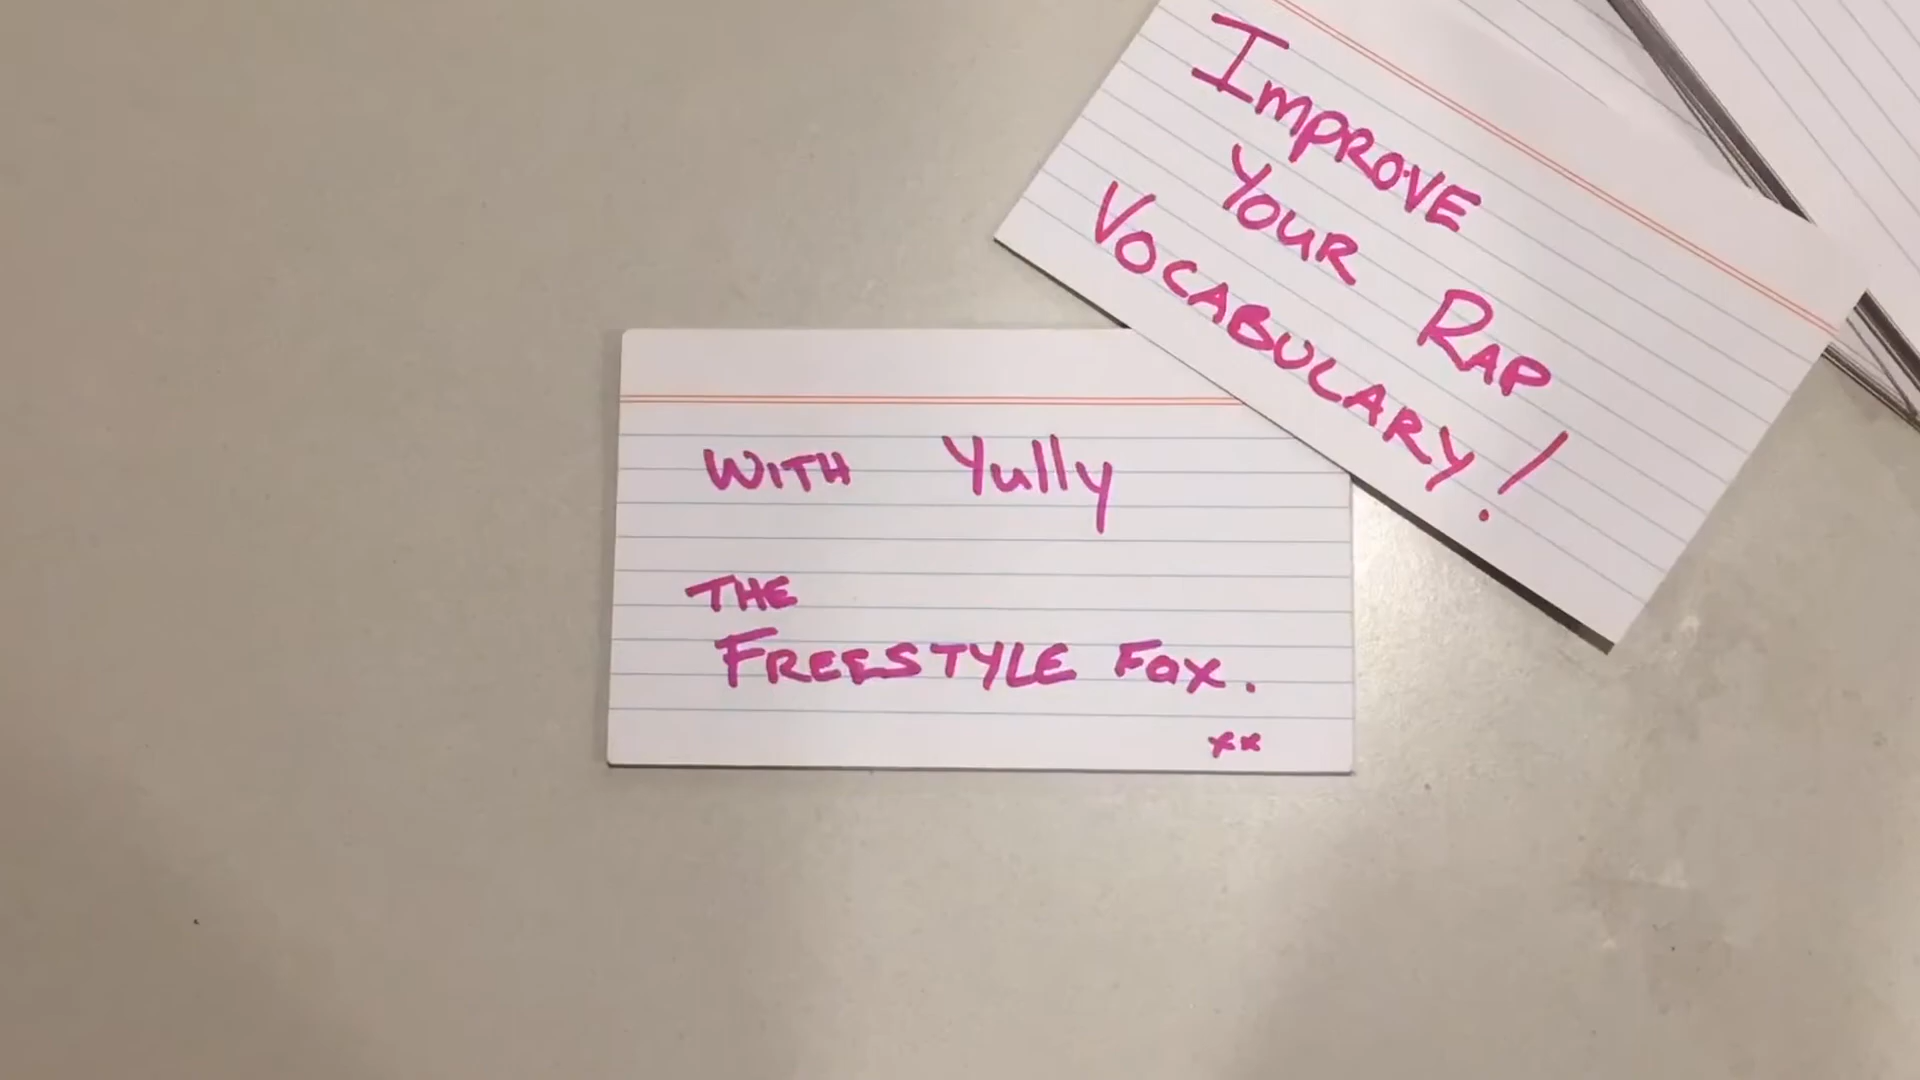 Improve
Your Rap
Vocabulary!
With Yully
The
Freestyle Fox.
xx